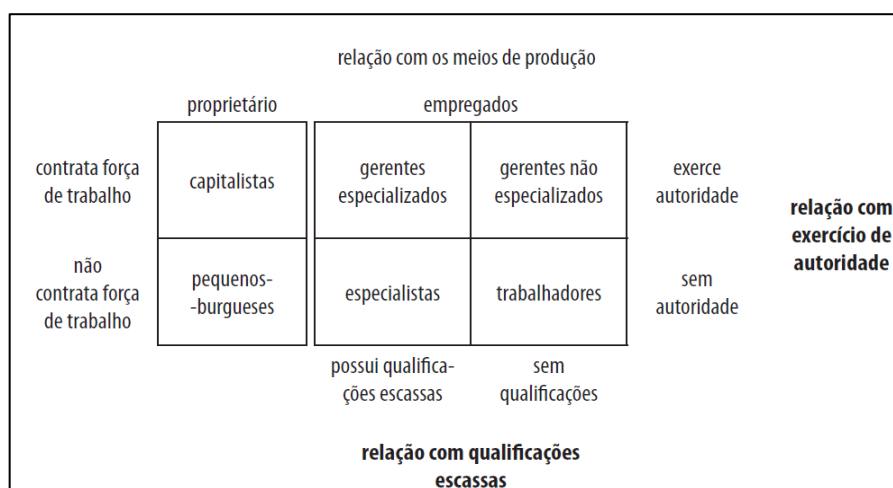 relação com os meios de produção
proprietário
empregados
contrata força
de trabalho
capitalistas
gerentes
especializados
gerentes não
especializados
exerce
autoridade
relação com
exercício de
autoridade
não
contrata força
de trabalho
pequenos-
-burgueses
especialistas
trabalhadores
sem
autoridade
possui qualifica-
ções escassas
sem
qualificações
relação com qualificações
escassas